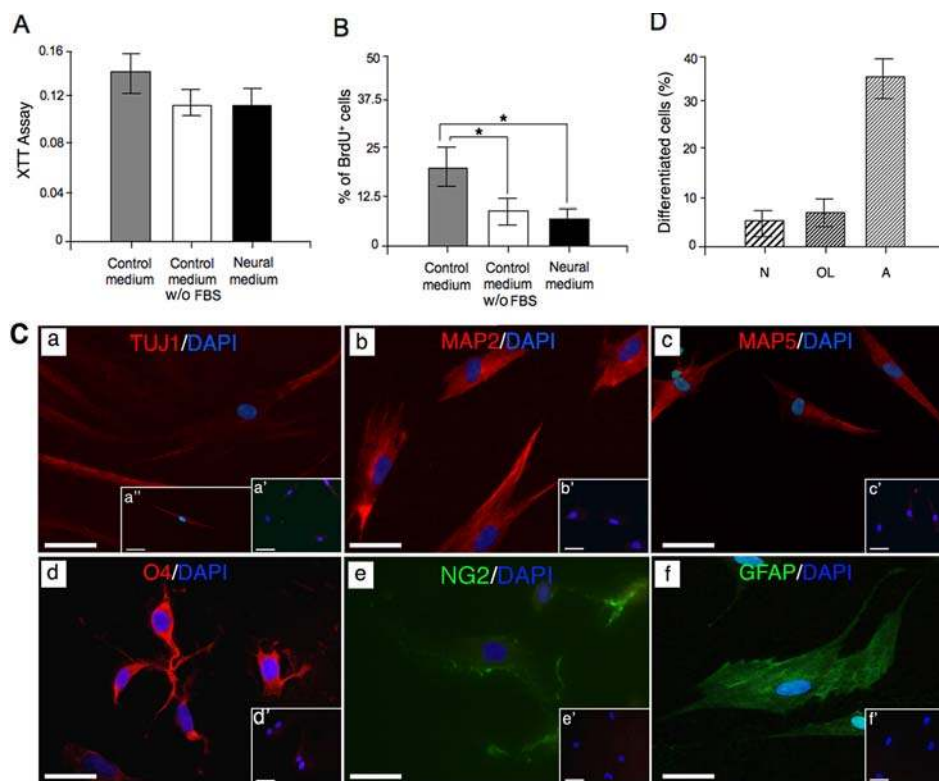 A
XTT Assay
0.16
0.12
0.08
0.04
0
Control medium
Control medium w/o FBS
Neural medium
B
% of BrdU⁺ cells
50
37.5
25
12.5
0
*
*
Control medium
Control medium w/o FBS
Neural medium
D
Differentiated cells (%)
40
30
20
10
0
N
OL
A
C
a
TUJ1/DAPI
a''
a'
b
MAP2/DAPI
b'
c
MAP5/DAPI
c'
d
O4/DAPI
d'
e
NG2/DAPI
e'
f
GFAP/DAPI
f'